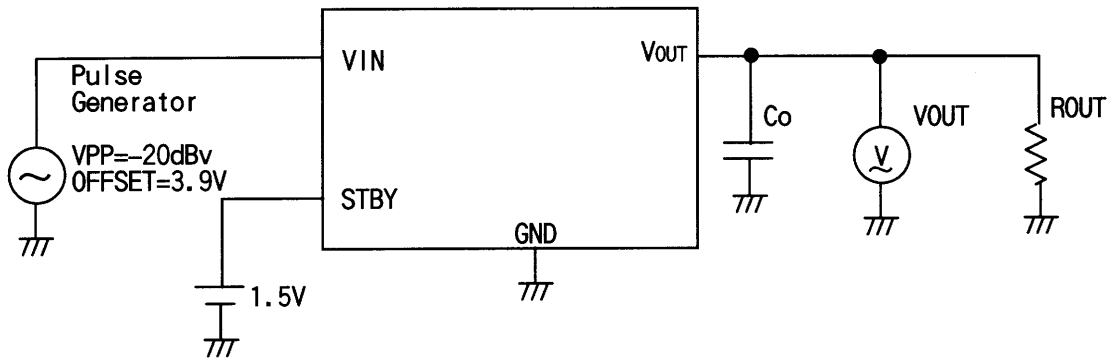 VIN
VOUT
Pulse
Generator
VPP=-20dBv
OFFSET=3.9V
Co
VOUT
ROUT
V
~
~
STBY
GND
1.5V